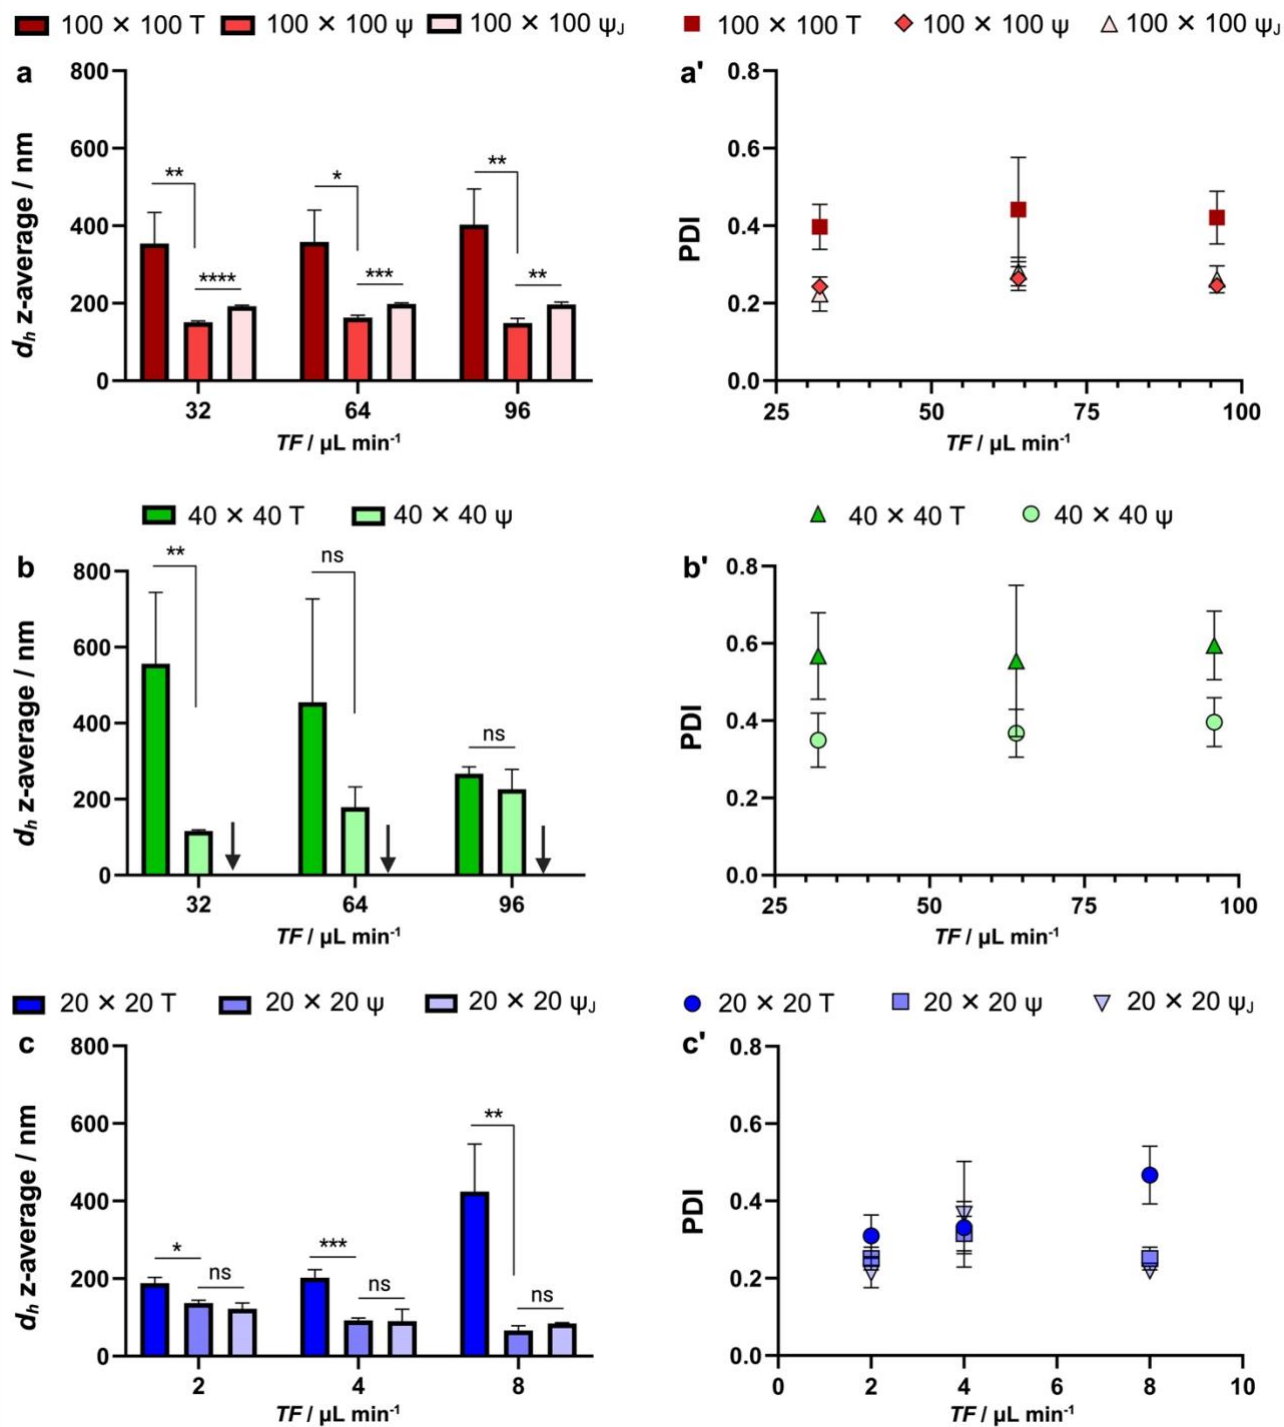 100 × 100 T 100 × 100 ψ 100 × 100 ψJ 100 × 100 T 100 × 100 ψ 100 × 100 ψJ
a
800
600
400
200
0
dh z-average / nm
** **** * *** ** **
32 64 96
TF / µL min-1
a'
0.8
0.6
0.4
0.2
0.0
PDI
25 50 75 100
TF / µL min-1
40 × 40 T 40 × 40 ψ 40 × 40 T 40 × 40 ψ
b
800
600
400
200
0
dh z-average / nm
** ns ns
32 64 96
TF / µL min-1
b'
0.8
0.6
0.4
0.2
0.0
PDI
25 50 75 100
TF / µL min-1
20 × 20 T 20 × 20 ψ 20 × 20 ψJ 20 × 20 T 20 × 20 ψ 20 × 20 ψJ
c
800
600
400
200
0
dh z-average / nm
* ns *** ns ** ns
2 4 8
TF / µL min-1
c'
0.8
0.6
0.4
0.2
0.0
PDI
0 2 4 6 8 10
TF / µL min-1